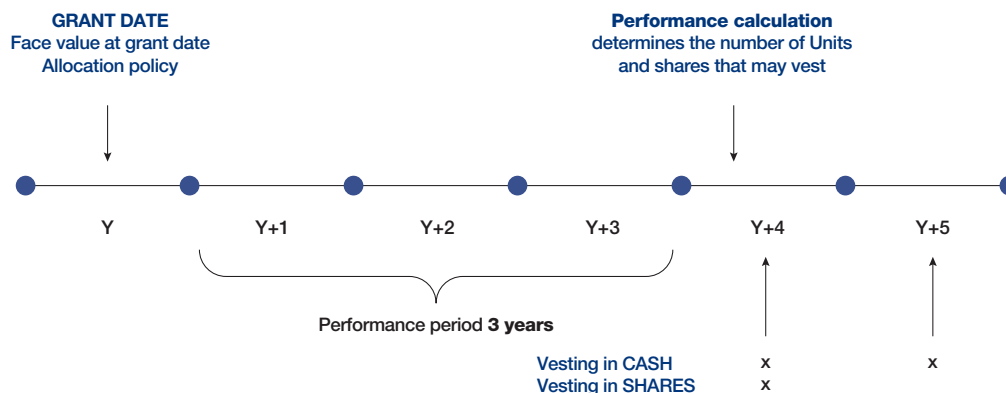 GRANT DATE
Face value at grant date
Allocation policy
Performance calculation
determines the number of Units
and shares that may vest
Y
Y+1
Y+2
Y+3
Y+4
Y+5
Performance period 3 years
Vesting in CASH x x
Vesting in SHARES x